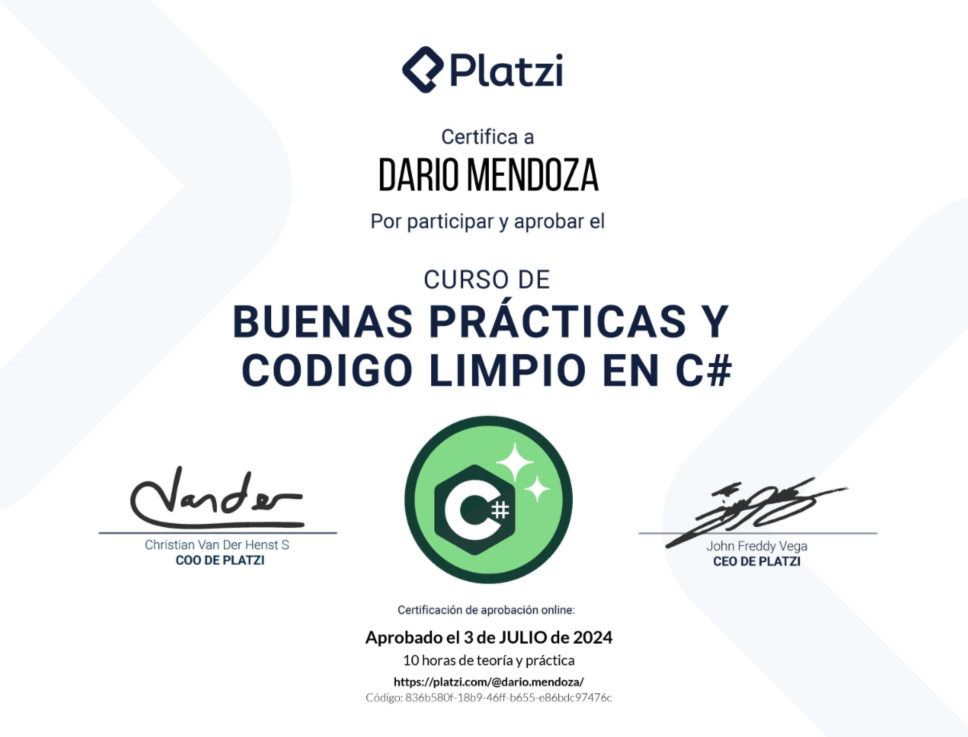 Platzi
Certifica a
DARIO MENDOZA
Por participar y aprobar el
CURSO DE
BUENAS PRÁCTICAS Y
CODIGO LIMPIO EN C#
C#
Vander
Christian Van Der Henst S
COO DE PLATZI
John Freddy Vega
CEO DE PLATZI
Certificación de aprobación online:
Aprobado el 3 de JULIO de 2024
10 horas de teoría y práctica
https://platzi.com/@dario.mendoza/
Código: 836b580f-18b9-46ff-b655-e86bdc97476c